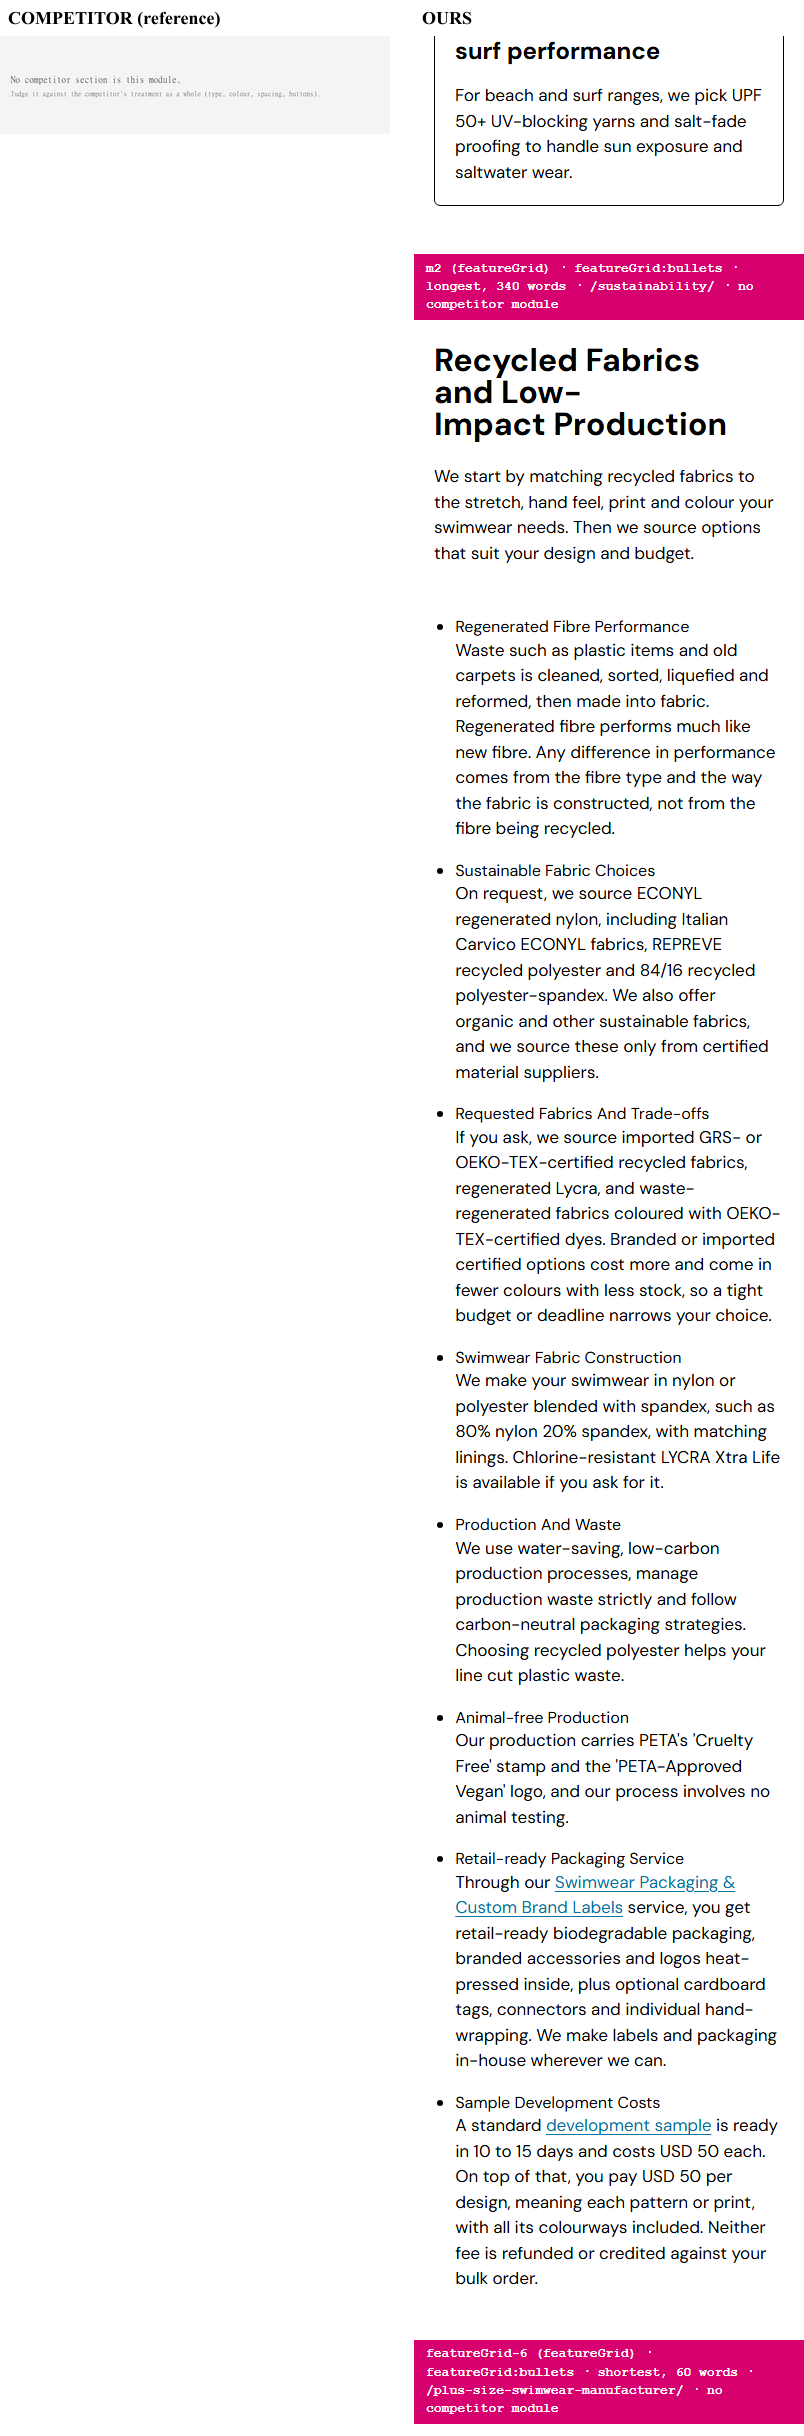 COMPETITOR (reference)
OURS
No competitor section is this module.
Judge it against the competitor's treatment as a whole (type, colour, spacing, buttons).
surf performance
For beach and surf ranges, we pick UPF
50+ UV-blocking yarns and salt-fade
proofing to handle sun exposure and
saltwater wear.
m2 (featureGrid) · featureGrid:bullets ·
longest, 340 words · /sustainability/ · no
competitor module
Recycled Fabrics
and Low-
Impact Production
We start by matching recycled fabrics to
the stretch, hand feel, print and colour your
swimwear needs. Then we source options
that suit your design and budget.
• Regenerated Fibre Performance
Waste such as plastic items and old
carpets is cleaned, sorted, liquefied and
reformed, then made into fabric.
Regenerated fibre performs much like
new fibre. Any difference in performance
comes from the fibre type and the way
the fabric is constructed, not from the
fibre being recycled.
• Sustainable Fabric Choices
On request, we source ECONYL
regenerated nylon, including Italian
Carvico ECONYL fabrics, REPREVE
recycled polyester and 84/16 recycled
polyester-spandex. We also offer
organic and other sustainable fabrics,
and we source these only from certified
material suppliers.
• Requested Fabrics And Trade-offs
If you ask, we source imported GRS- or
OEKO-TEX-certified recycled fabrics,
regenerated Lycra, and waste-
regenerated fabrics coloured with OEKO-
TEX-certified dyes. Branded or imported
certified options cost more and come in
fewer colours with less stock, so a tight
budget or deadline narrows your choice.
• Swimwear Fabric Construction
We make your swimwear in nylon or
polyester blended with spandex, such as
80% nylon 20% spandex, with matching
linings. Chlorine-resistant LYCRA Xtra Life
is available if you ask for it.
• Production And Waste
We use water-saving, low-carbon
production processes, manage
production waste strictly and follow
carbon-neutral packaging strategies.
Choosing recycled polyester helps your
line cut plastic waste.
• Animal-free Production
Our production carries PETA's 'Cruelty
Free' stamp and the 'PETA-Approved
Vegan' logo, and our process involves no
animal testing.
• Retail-ready Packaging Service
Through our Swimwear Packaging &
Custom Brand Labels service, you get
retail-ready biodegradable packaging,
branded accessories and logos heat-
pressed inside, plus optional cardboard
tags, connectors and individual hand-
wrapping. We make labels and packaging
in-house wherever we can.
• Sample Development Costs
A standard development sample is ready
in 10 to 15 days and costs USD 50 each.
On top of that, you pay USD 50 per
design, meaning each pattern or print,
with all its colourways included. Neither
fee is refunded or credited against your
bulk order.
featureGrid-6 (featureGrid) ·
featureGrid:bullets · shortest, 60 words ·
/plus-size-swimwear-manufacturer/ · no
competitor module